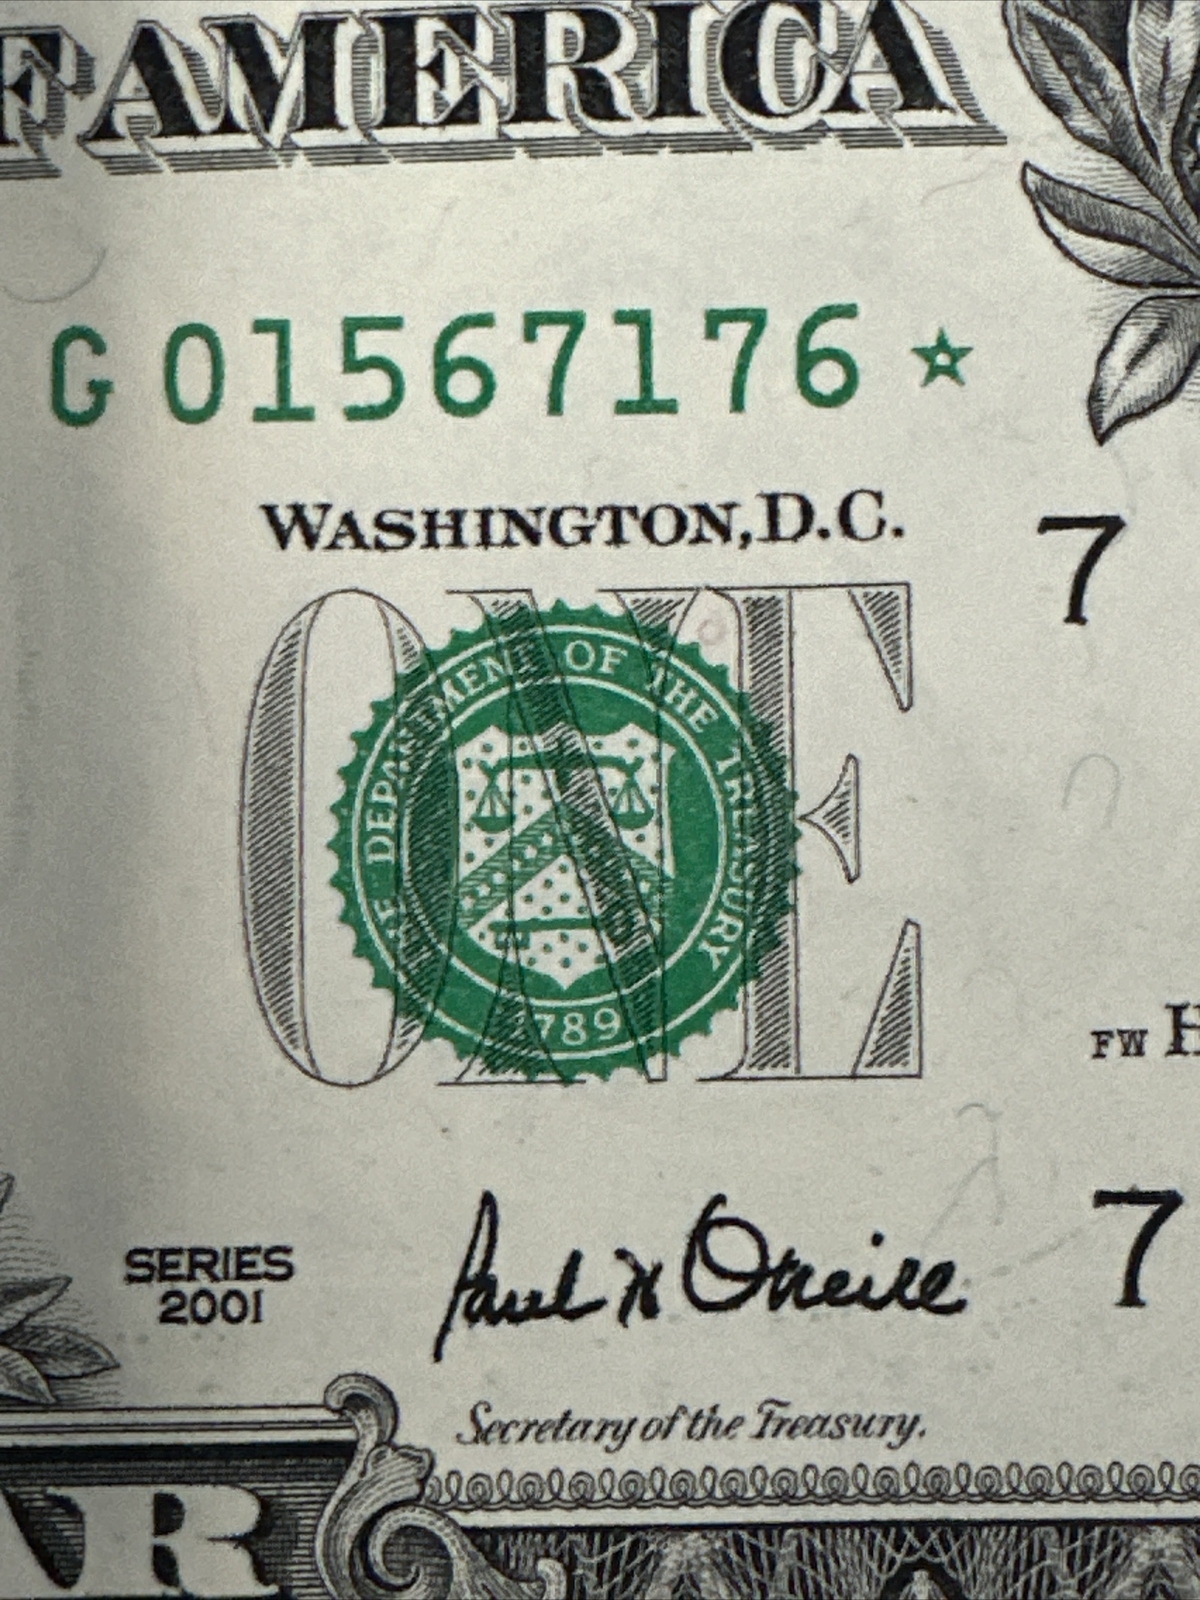 F AMERICA
G 01567176 ☆
WASHINGTON, D.C.
7
ONE
DEPARTMENT OF THE TREASURY
1789
FW H
7
SERIES
2001
Paul H O'Neill
Secretary of the Treasury.
AR